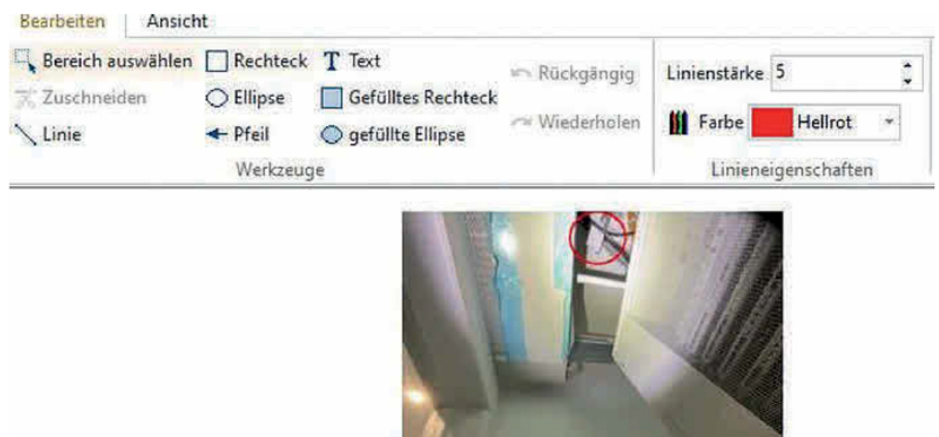 Bearbeiten Ansicht
Bereich auswählen Rechteck Text
Zuschneiden Ellipse Gefülltes Rechteck
Linie Pfeil gefüllte Ellipse
Werkzeuge
Rückgängig
Wiederholen
Linienstärke 5
Farbe Hellrot
Linieneigenschaften